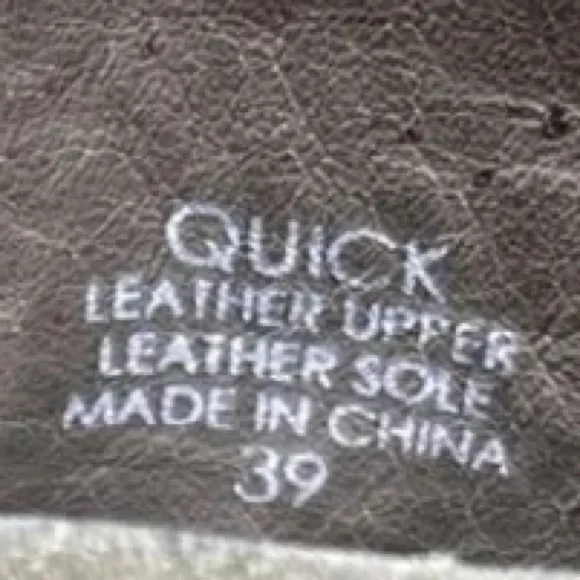 QUICK
LEATHER UPPER
LEATHER SOLE
MADE IN CHINA
39